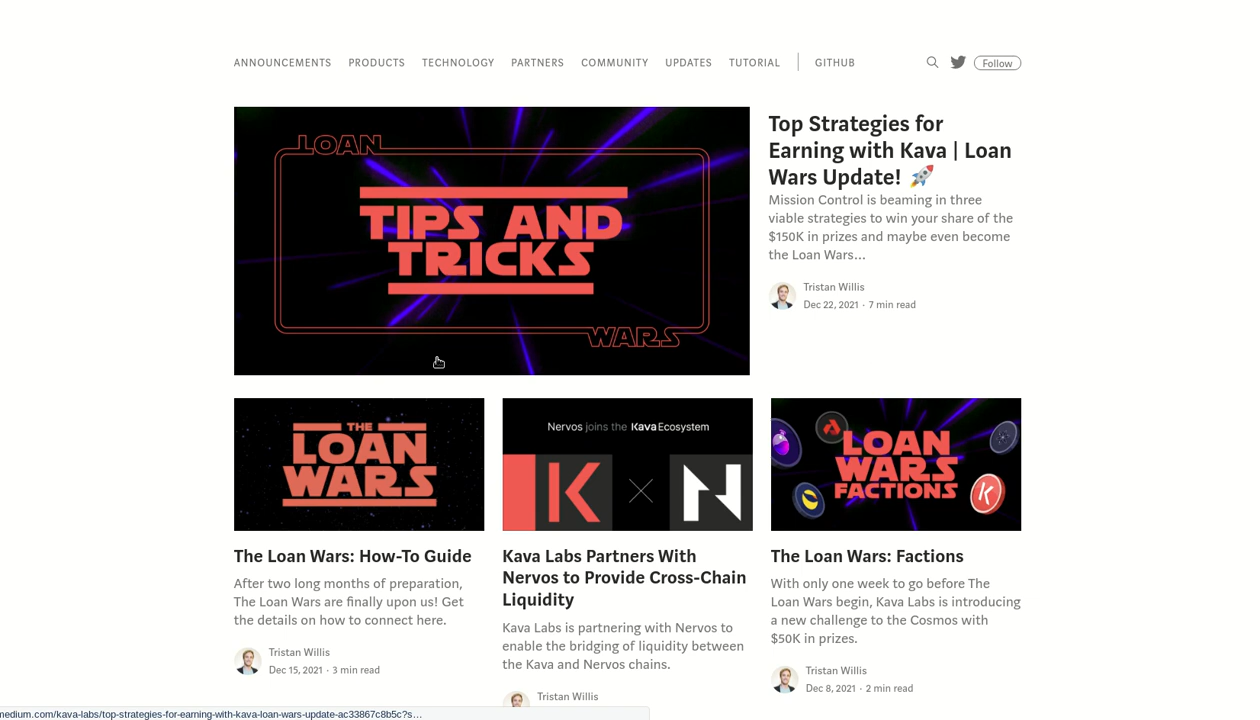 ANNOUNCEMENTS PRODUCTS TECHNOLOGY PARTNERS COMMUNITY UPDATES TUTORIAL GITHUB Follow
LOAN
TIPS AND
TRICKS
WARS
Top Strategies for
Earning with Kava | Loan
Wars Update! 🚀
Mission Control is beaming in three
viable strategies to win your share of the
$150K in prizes and maybe even become
the Loan Wars…
Tristan Willis
Dec 22, 2021 · 7 min read
THE
LOAN
WARS
The Loan Wars: How-To Guide
After two long months of preparation,
The Loan Wars are finally upon us! Get
the details on how to connect here.
Tristan Willis
Dec 15, 2021 · 3 min read
Nervos joins the Kava Ecosystem
K N
Kava Labs Partners With
Nervos to Provide Cross-Chain
Liquidity
Kava Labs is partnering with Nervos to
enable the bridging of liquidity between
the Kava and Nervos chains.
Tristan Willis
LOAN
WARS
FACTIONS
K
The Loan Wars: Factions
With only one week to go before The
Loan Wars begin, Kava Labs is introducing
a new challenge to the Cosmos with
$50K in prizes.
Tristan Willis
Dec 8, 2021 · 2 min read
medium.com/kava-labs/top-strategies-for-earning-with-kava-loan-wars-update-ac33867c8b5c?s…